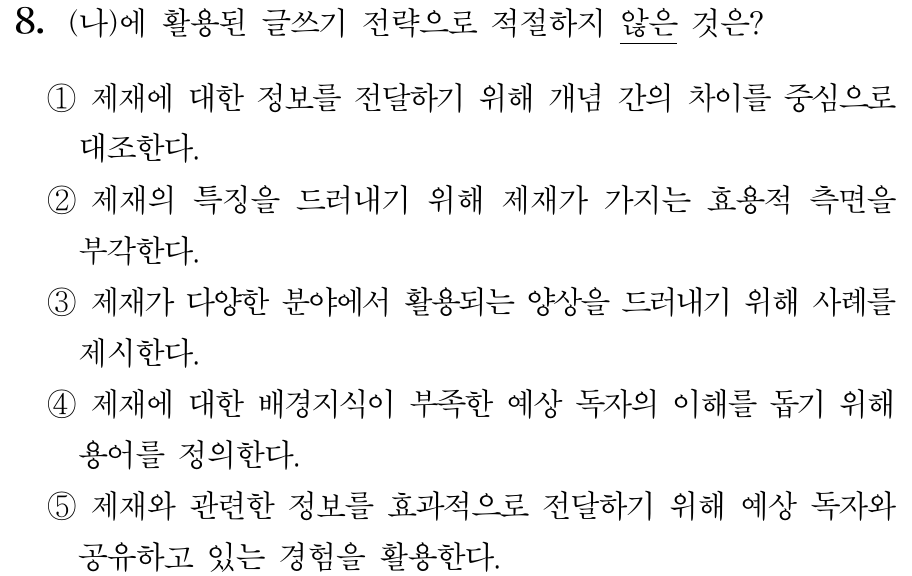 8. (나)에 활용된 글쓰기 전략으로 적절하지 않은 것은?
① 제재에 대한 정보를 전달하기 위해 개념 간의 차이를 중심으로
대조한다.
② 제재의 특징을 드러내기 위해 제재가 가지는 효용적 측면을
부각한다.
③ 제재가 다양한 분야에서 활용되는 양상을 드러내기 위해 사례를
제시한다.
④ 제재에 대한 배경지식이 부족한 예상 독자의 이해를 돕기 위해
용어를 정의한다.
⑤ 제재와 관련한 정보를 효과적으로 전달하기 위해 예상 독자와
공유하고 있는 경험을 활용한다.